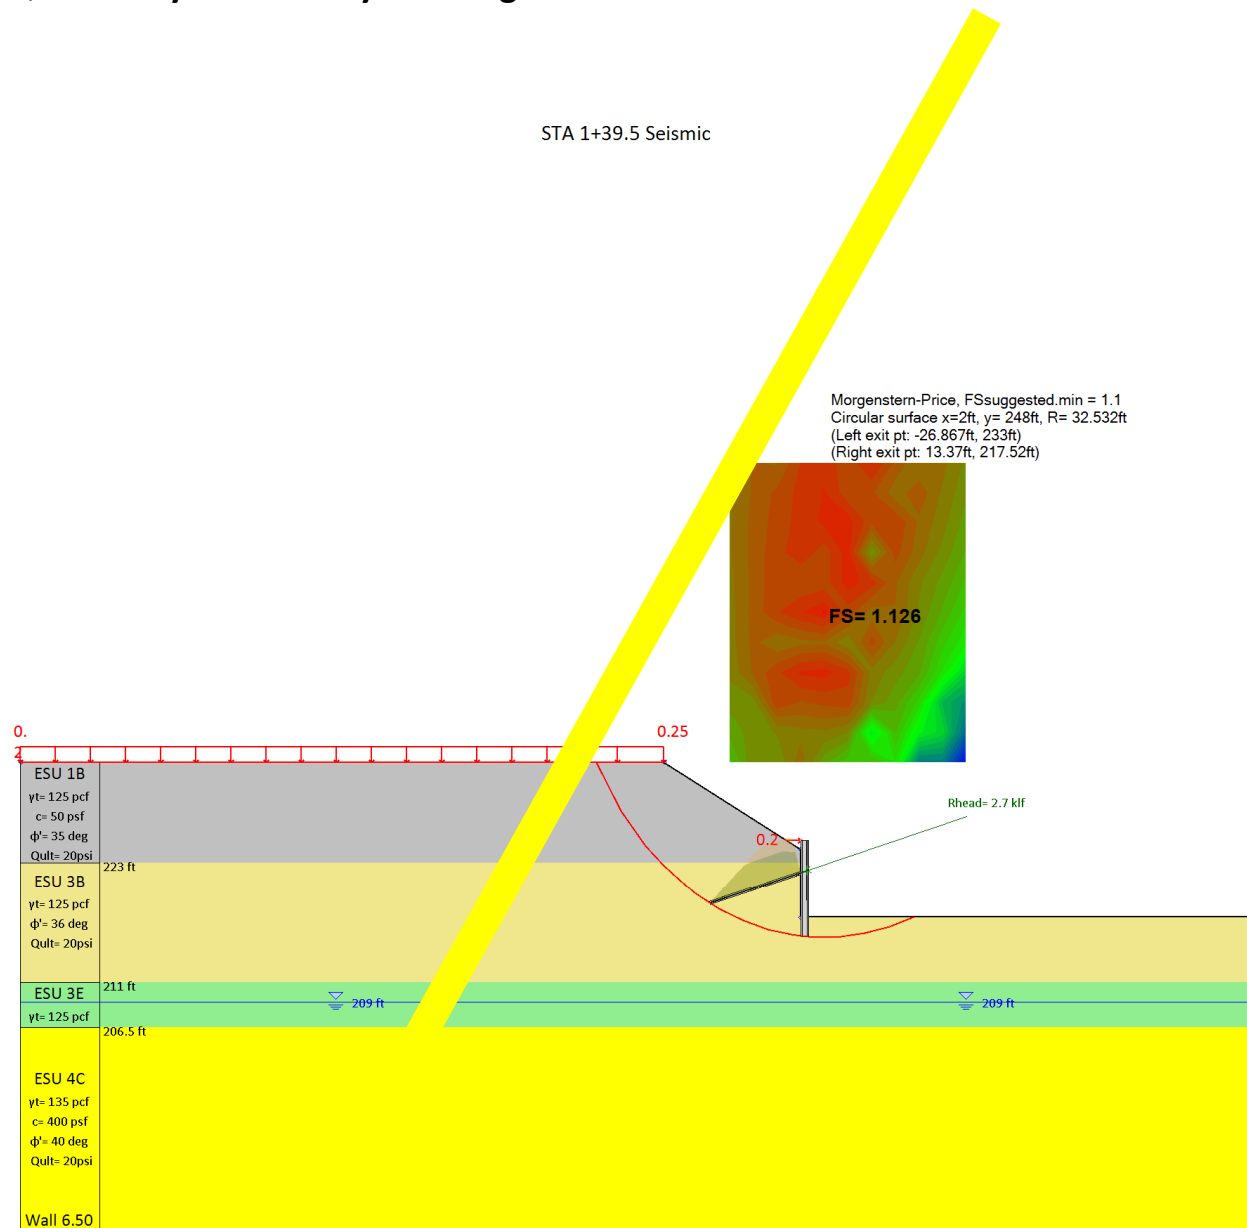 STA 1+39.5 Seismic
Morgenstern-Price, FSsuggested.min = 1.1
Circular surface x=2ft, y= 248ft, R= 32.532ft
(Left exit pt: -26.867ft, 233ft)
(Right exit pt: 13.37ft, 217.52ft)
FS= 1.126
0.
2
0.25
ESU 1B
γt= 125 pcf
c= 50 psf
ϕ'= 35 deg
Qult= 20psi
223 ft
Rhead= 2.7 klf
0.2
ESU 3B
γt= 125 pcf
ϕ'= 36 deg
Qult= 20psi
211 ft
ESU 3E
γt= 125 pcf
209 ft
209 ft
206.5 ft
ESU 4C
γt= 135 pcf
c= 400 psf
ϕ'= 40 deg
Qult= 20psi
Wall 6.50